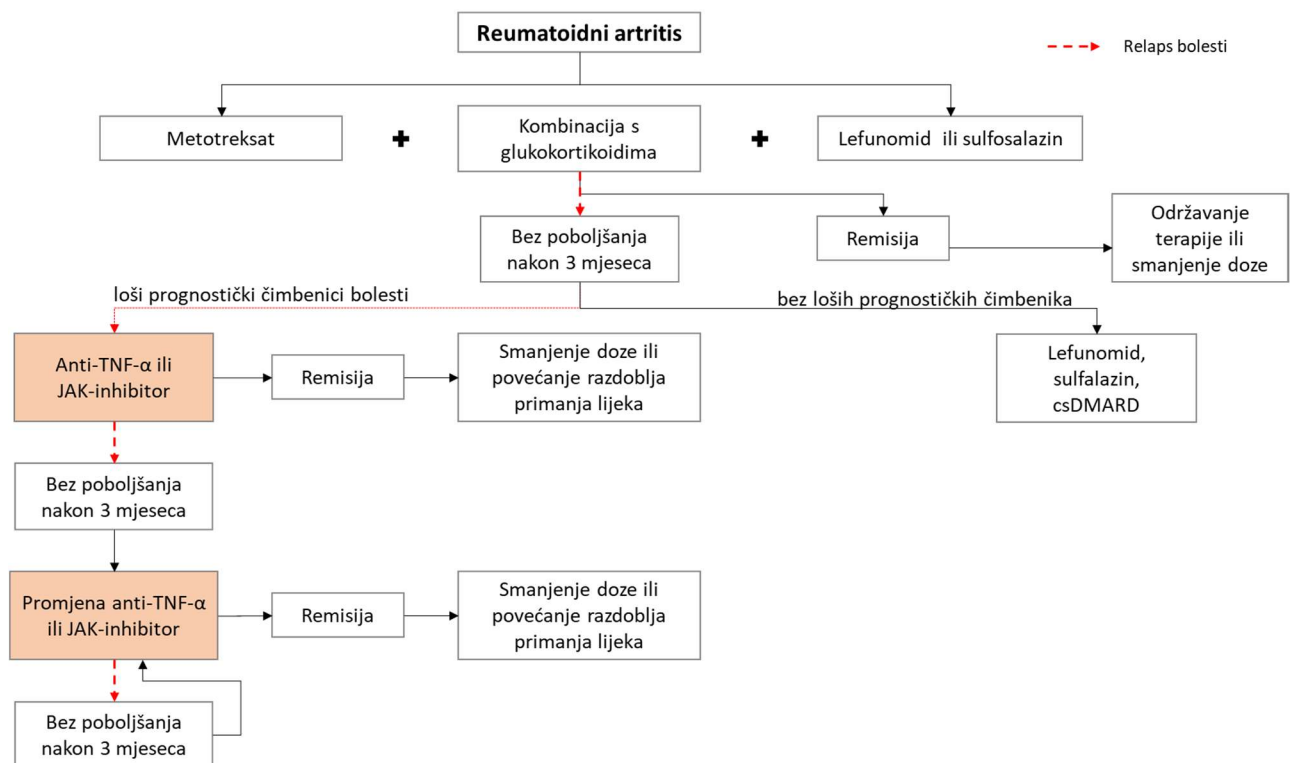 Reumatoidni artritis
Relaps bolesti
Metotreksat
+
Kombinacija s
glukokortikoidima
+
Lefunomid ili sulfosalazin
Bez poboljšanja
nakon 3 mjeseca
Remisija
Održavanje
terapije ili
smanjenje doze
loši prognostički čimbenici bolesti
bez loših prognostičkih čimbenika
Anti-TNF-α ili
JAK-inhibitor
Remisija
Smanjenje doze ili
povećanje razdoblja
primanja lijeka
Lefunomid,
sulfalazin,
csDMARD
Bez poboljšanja
nakon 3 mjeseca
Promjena anti-TNF-α
ili JAK-inhibitor
Remisija
Smanjenje doze ili
povećanje razdoblja
primanja lijeka
Bez poboljšanja
nakon 3 mjeseca